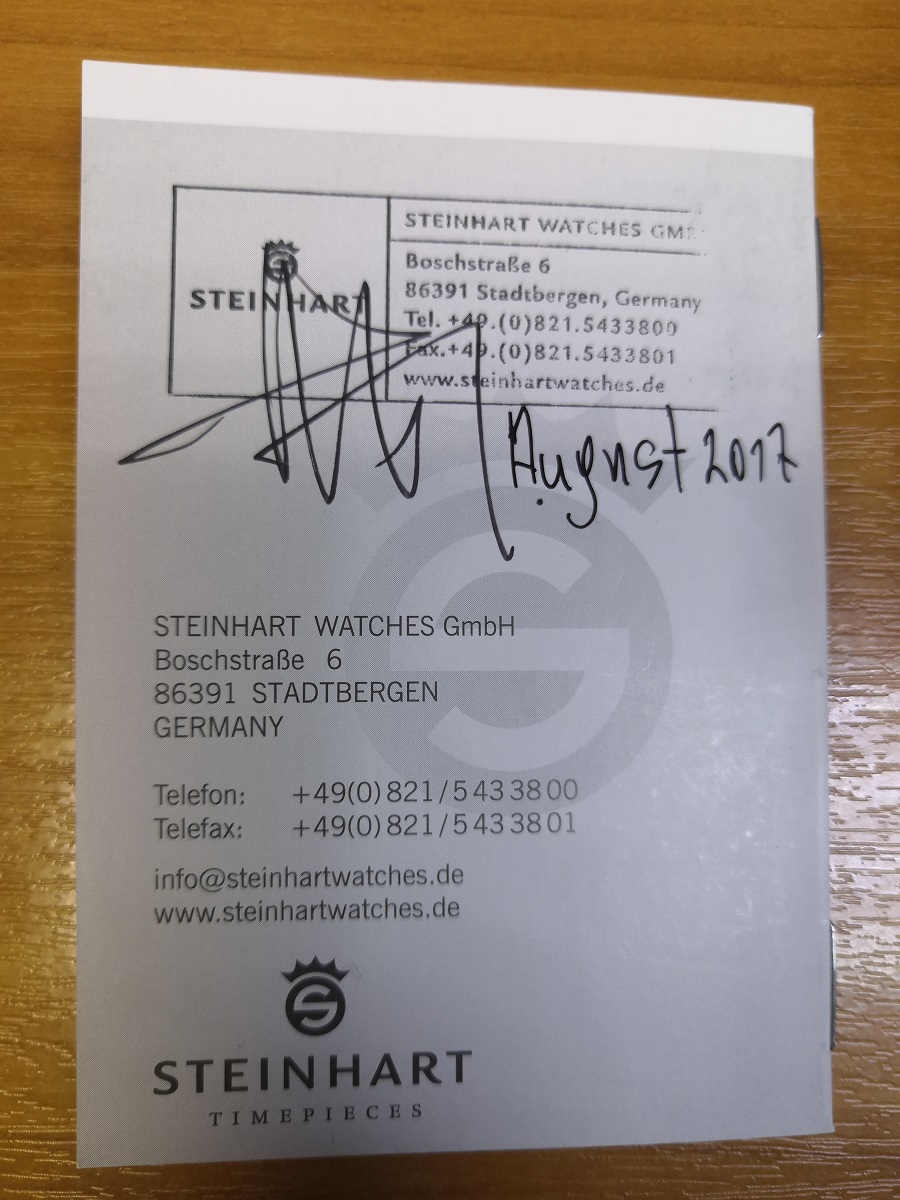 STEINHART
STEINHART WATCHES GMB
Boschstraße 6
86391 Stadtbergen, Germany
Tel. +49.(0)821.5433800
Fax.+49.(0)821.5433801
www.steinhartwatches.de
August 2017
STEINHART WATCHES GmbH
Boschstraße 6
86391 STADTBERGEN
GERMANY
Telefon: +49(0)821/5433800
Telefax: +49(0)821/5433801
info@steinhartwatches.de
www.steinhartwatches.de
STEINHART
TIMEPIECES